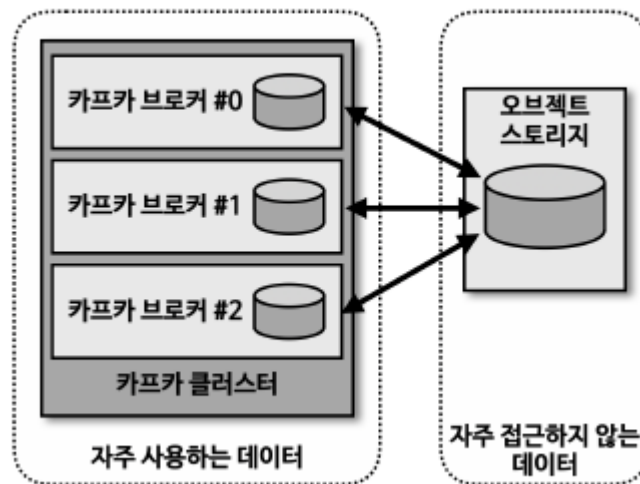 카프카 브로커 #0
카프카 브로커 #1
카프카 브로커 #2
카프카 클러스터
자주 사용하는 데이터
오브젝트
스토리지
자주 접근하지 않는
데이터